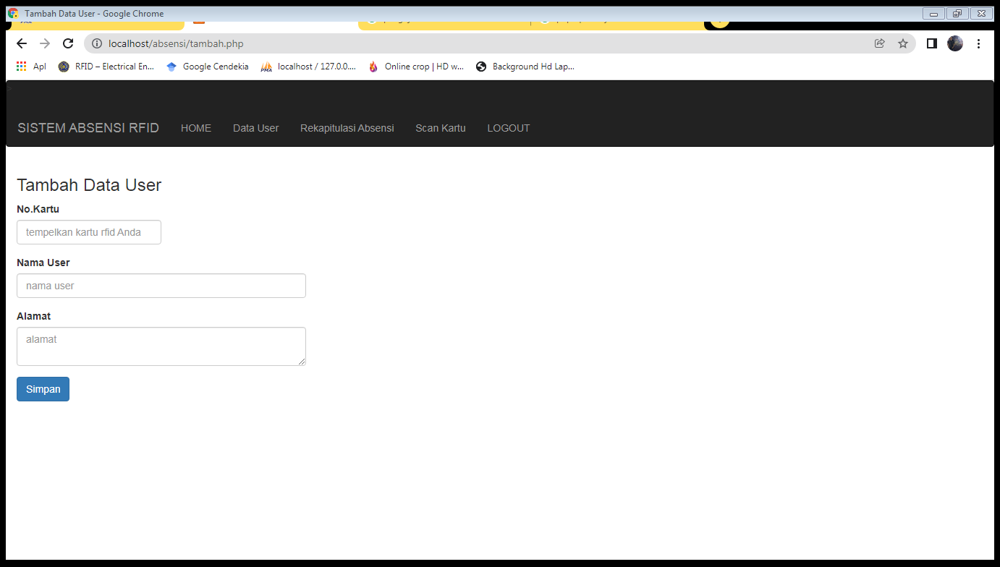 Tambah Data User - Google Chrome
localhost/absensi/tambah.php
Apl RFID – Electrical En... Google Cendekia localhost / 127.0.0.... Online crop | HD w... Background Hd Lap...
SISTEM ABSENSI RFID HOME Data User Rekapitulasi Absensi Scan Kartu LOGOUT
Tambah Data User
No.Kartu
tempelkan kartu rfid Anda
Nama User
nama user
Alamat
alamat
Simpan